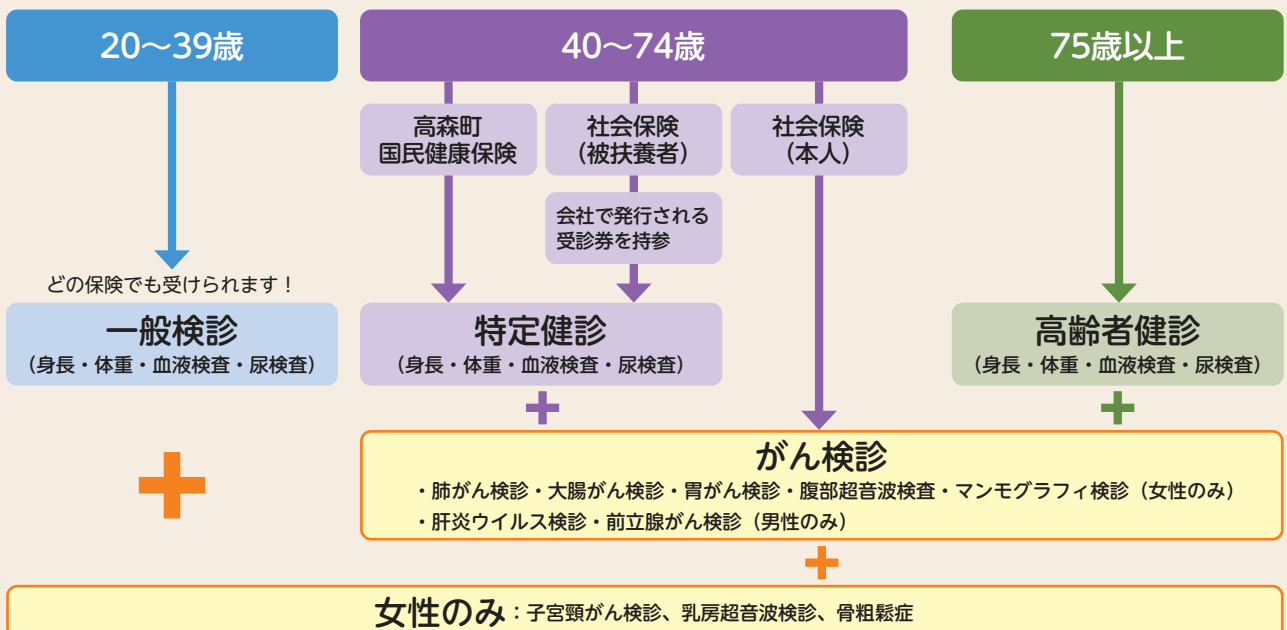 20～39歳
40～74歳
75歳以上
高森町
国民健康保険
社会保険
（被扶養者）
社会保険
（本人）
会社で発行される
受診券を持参
どの保険でも受けられます！
一般検診
（身長・体重・血液検査・尿検査）
特定健診
（身長・体重・血液検査・尿検査）
高齢者健診
（身長・体重・血液検査・尿検査）
がん検診
・肺がん検診・大腸がん検診・胃がん検診・腹部超音波検査・マンモグラフィ検診（女性のみ）
・肝炎ウイルス検診・前立腺がん検診（男性のみ）
女性のみ：子宮頸がん検診、乳房超音波検診、骨粗鬆症